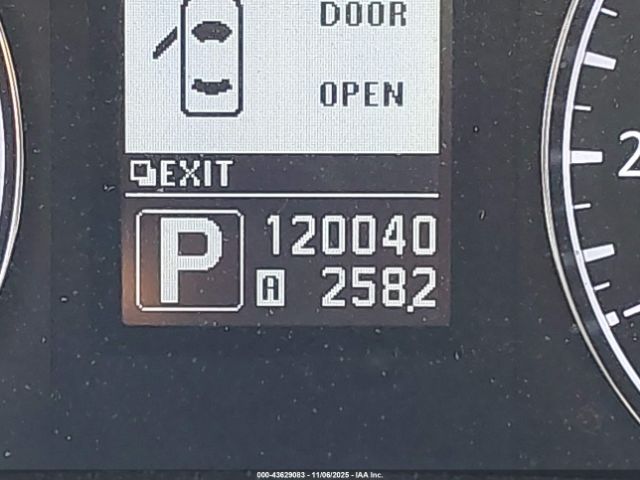 DOOR
OPEN
EXIT
P 120040
A 258.2
2
000-43629083 - 11/06/2025 - IAA Inc.